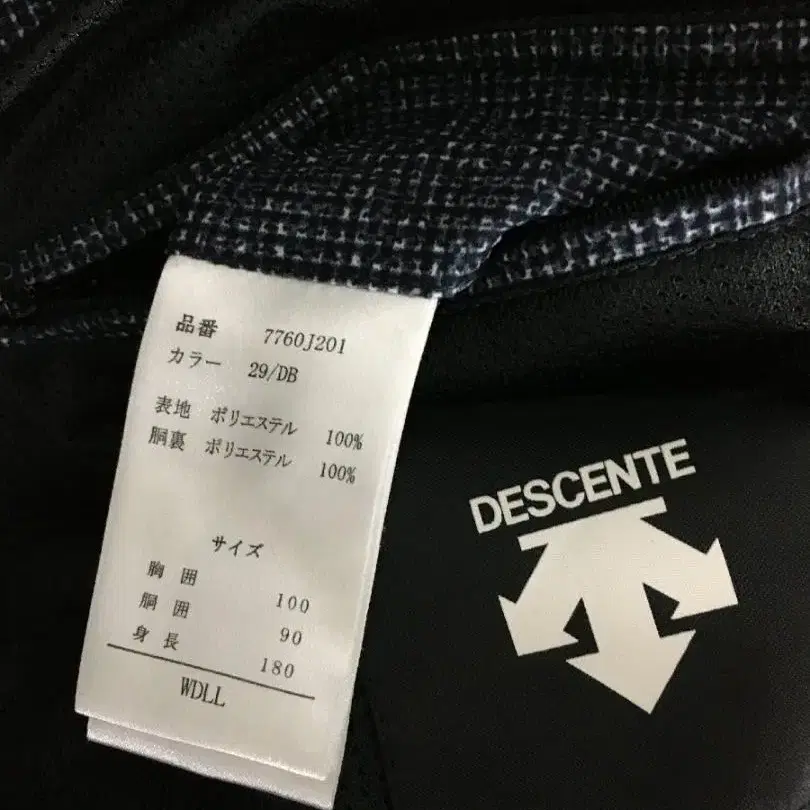 品番 7760J201
カラー 29/DB
表地 ポリエステル 100%
胴裏 ポリエステル 100%
サイズ
胸囲 100
胴囲 90
身長 180
WDLL
DESCENTE